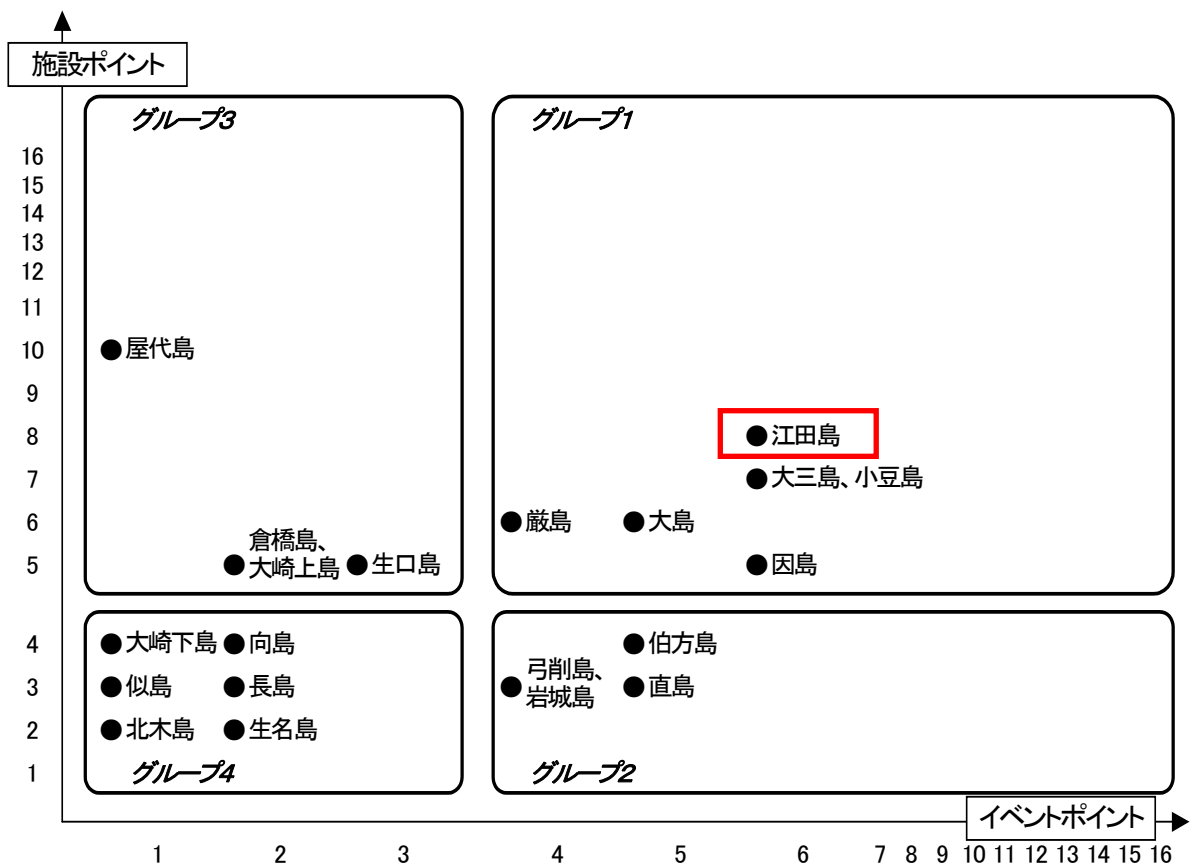 施設ポイント
グループ3
グループ1
16
15
14
13
12
11
10
屋代島
9
8
江田島
7
大三島、小豆島
6
厳島
大島
倉橋島、
大崎上島
5
生口島
因島
4
大崎下島
向島
伯方島
弓削島、
岩城島
3
似島
長島
直島
2
北木島
生名島
1
グループ4
グループ2
イベントポイント
1 2 3 4 5 6 7 8 9 10 11 12 13 14 15 16